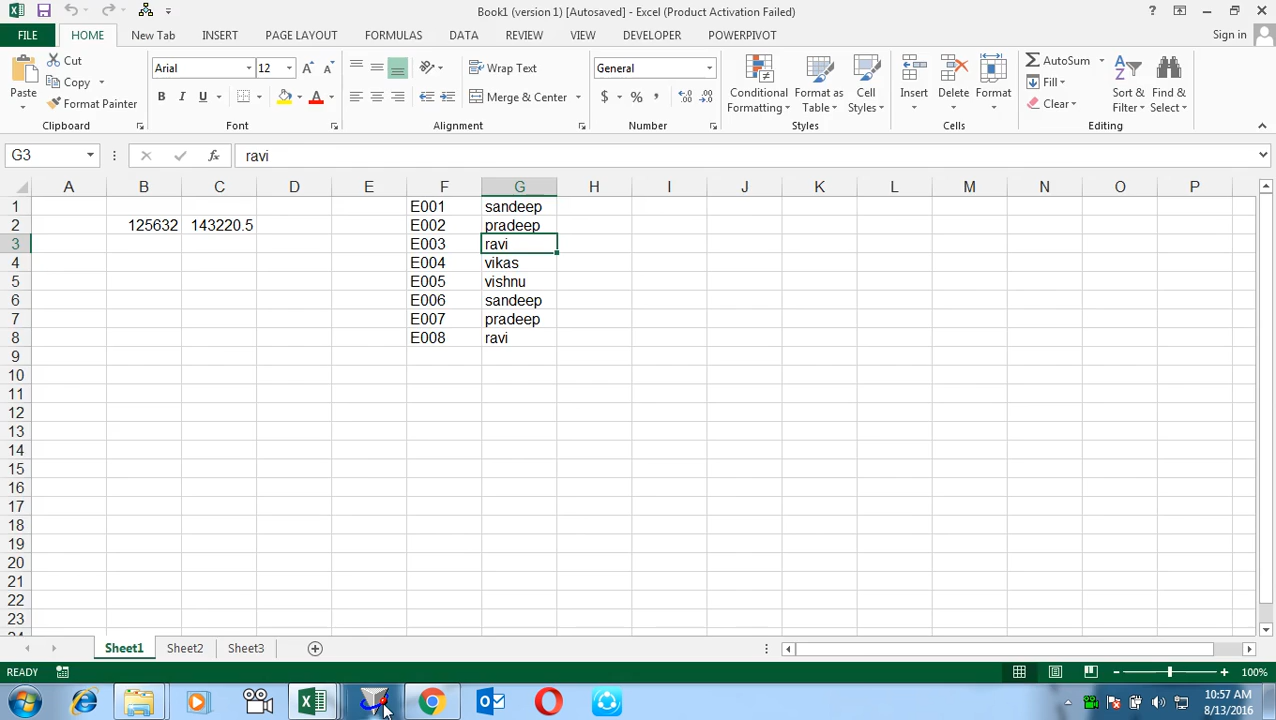 Book1 (version 1) [Autosaved] - Excel (Product Activation Failed)
FILE HOME New Tab INSERT PAGE LAYOUT FORMULAS DATA REVIEW VIEW DEVELOPER POWERPIVOT Sign in
Cut Arial 12 Wrap Text General AutoSum
Copy Fill
Paste Format Painter B I U A Merge & Center $ % , Conditional Formatting Format as Table Cell Styles Insert Delete Format Clear Sort & Filter Find & Select
Clipboard Font Alignment Number Styles Cells Editing
G3 fx ravi
A B C D E F G H I J K L M N O P
1 E001 sandeep
2 125632 143220.5 E002 pradeep
3 E003 ravi
4 E004 vikas
5 E005 vishnu
6 E006 sandeep
7 E007 pradeep
8 E008 ravi
9
10
11
12
13
14
15
16
17
18
19
20
21
22
23
24
Sheet1 Sheet2 Sheet3
READY 100%
10:57 AM
8/13/2016